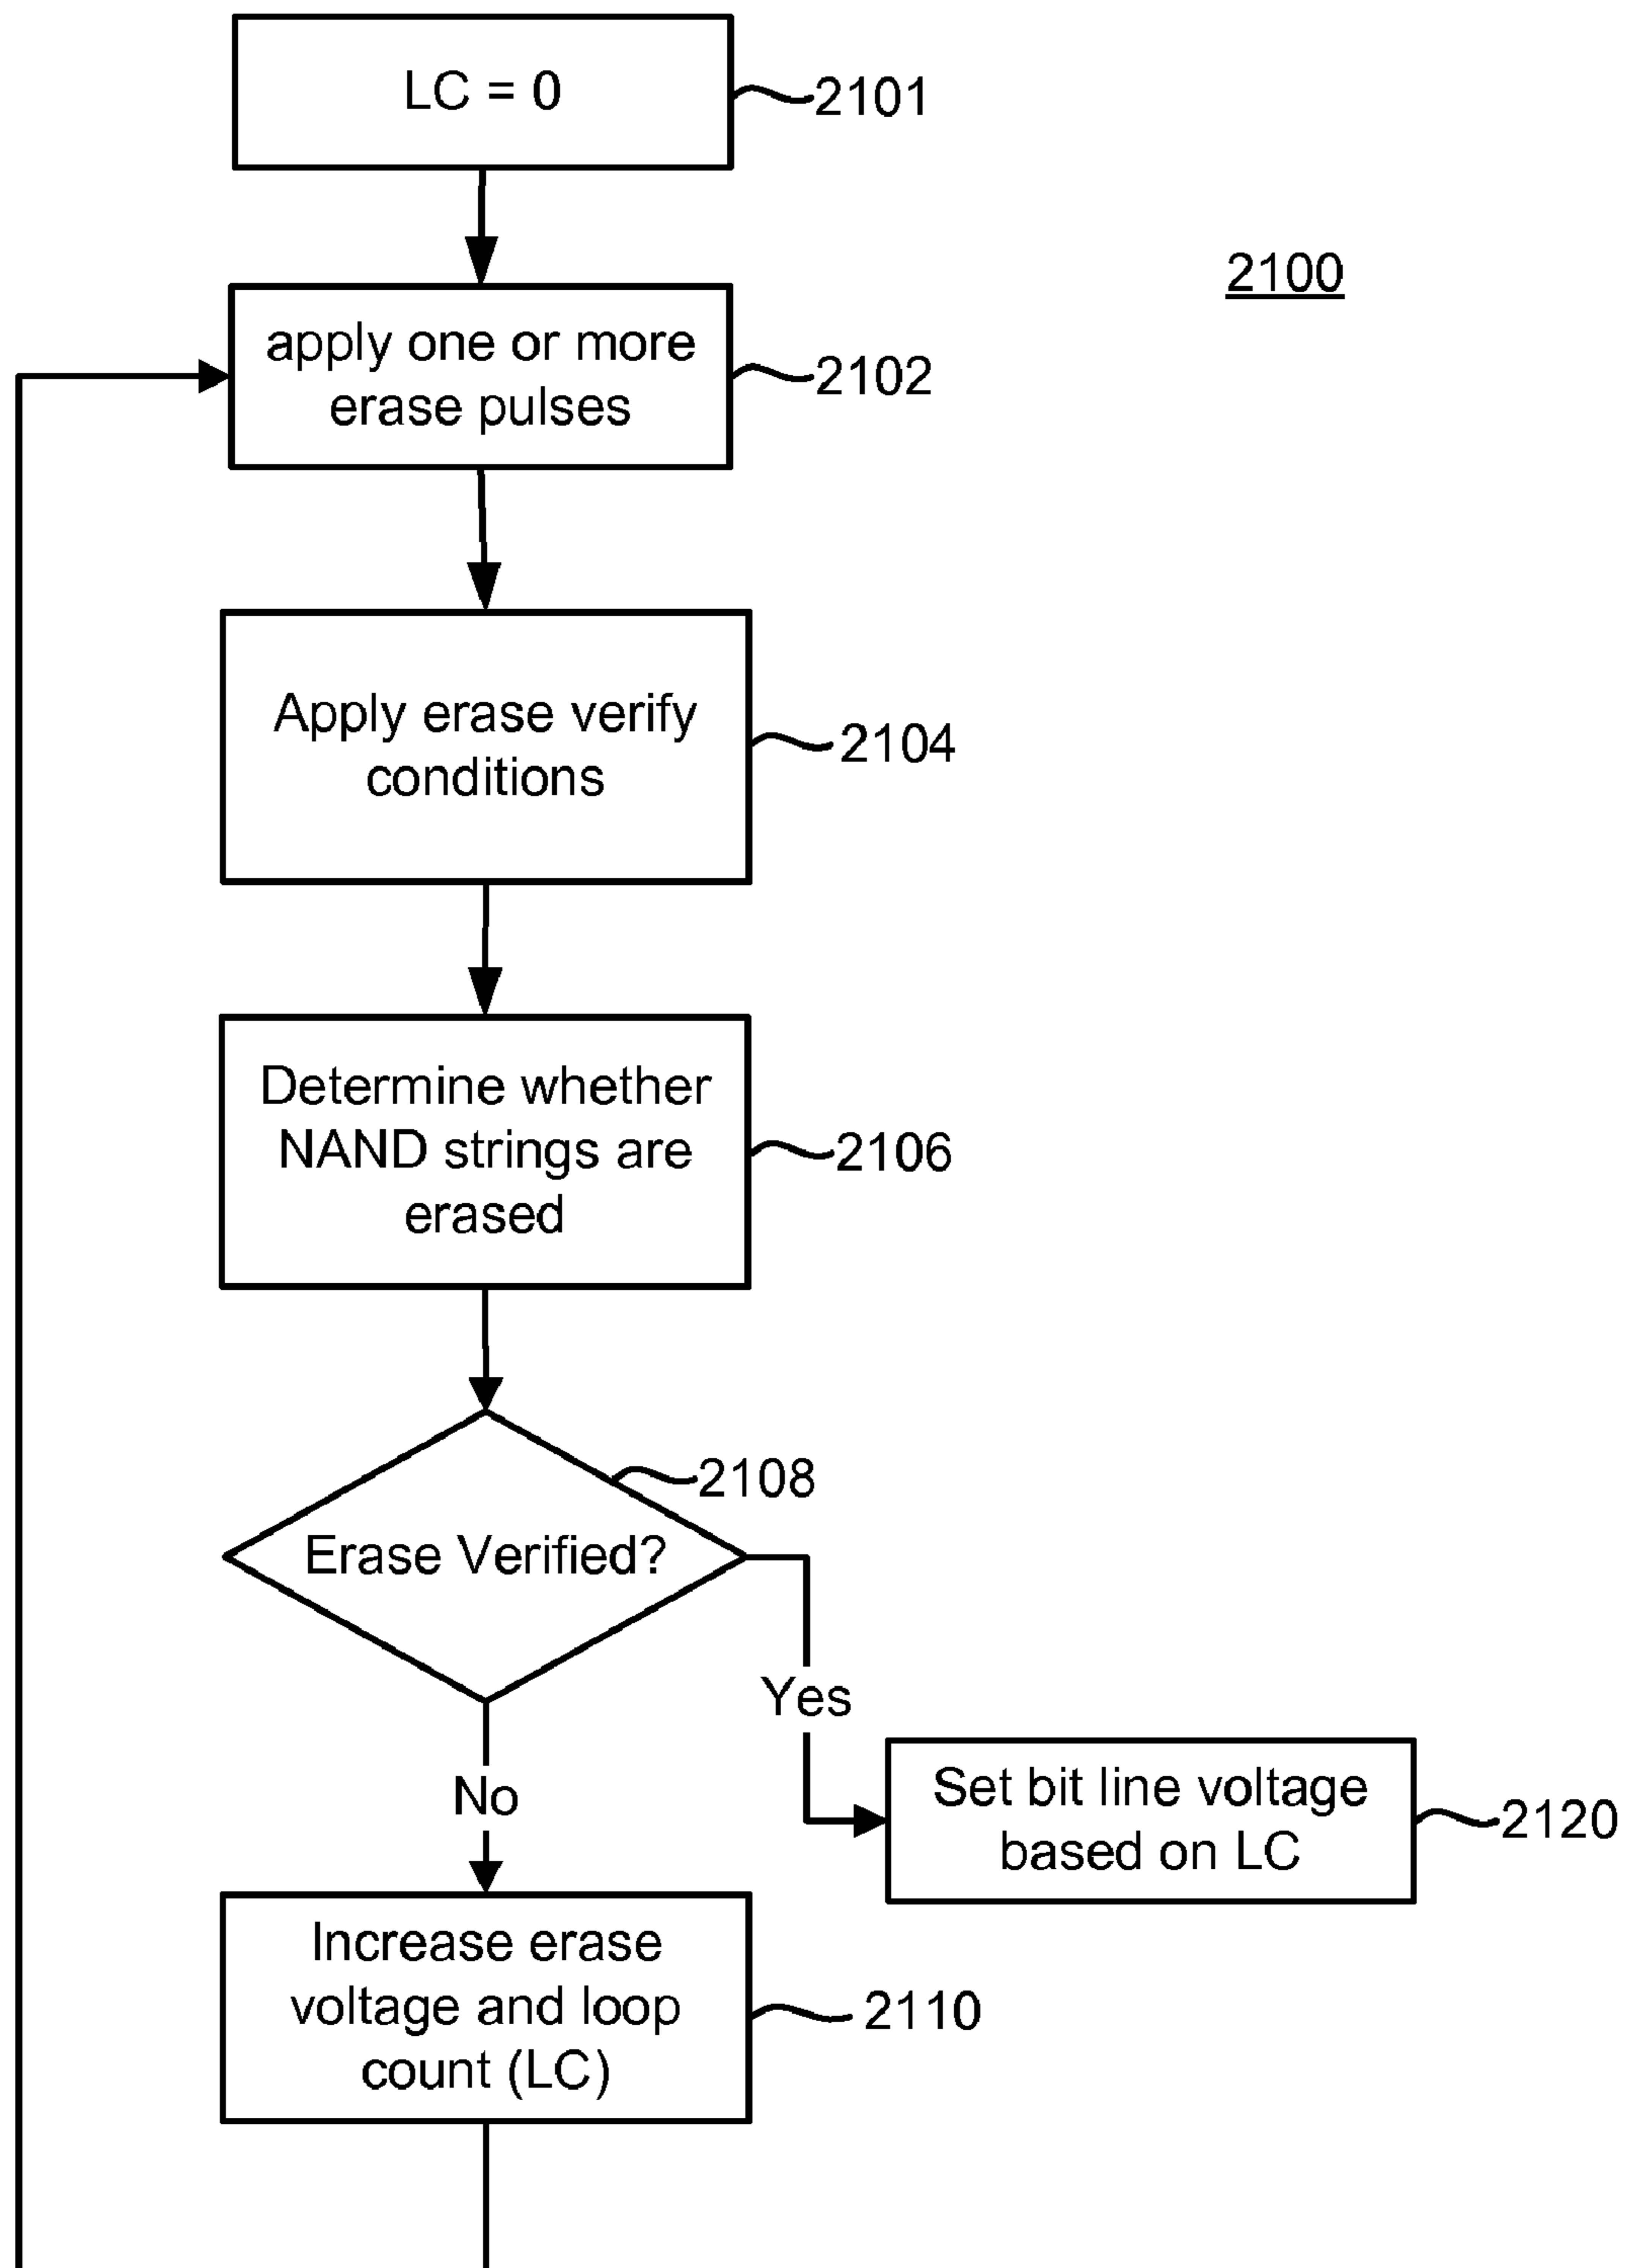 LC = 0
2101
2100
apply one or more
erase pulses
2102
Apply erase verify
conditions
2104
Determine whether
NAND strings are
erased
2106
2108
Erase Verified?
Yes
No
Set bit line voltage
based on LC
2120
Increase erase
voltage and loop
count (LC)
2110